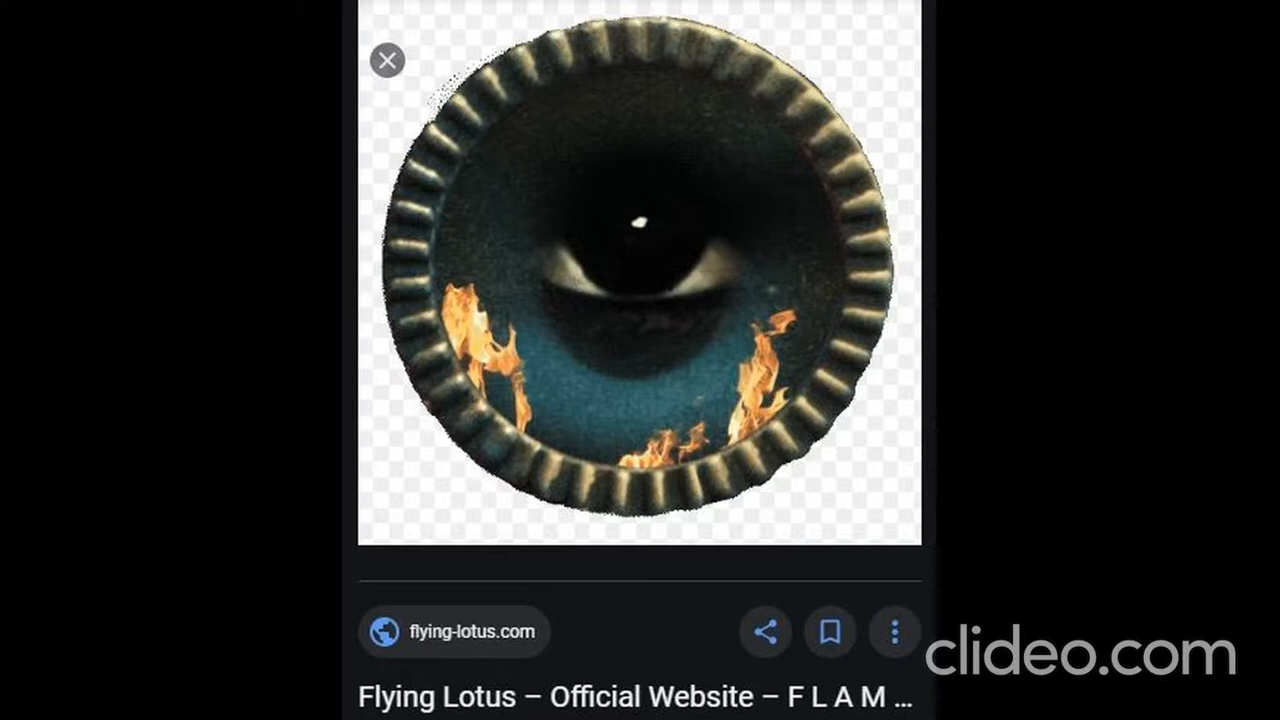 flying-lotus.com
clideo.com
Flying Lotus – Official Website – F L A M ...